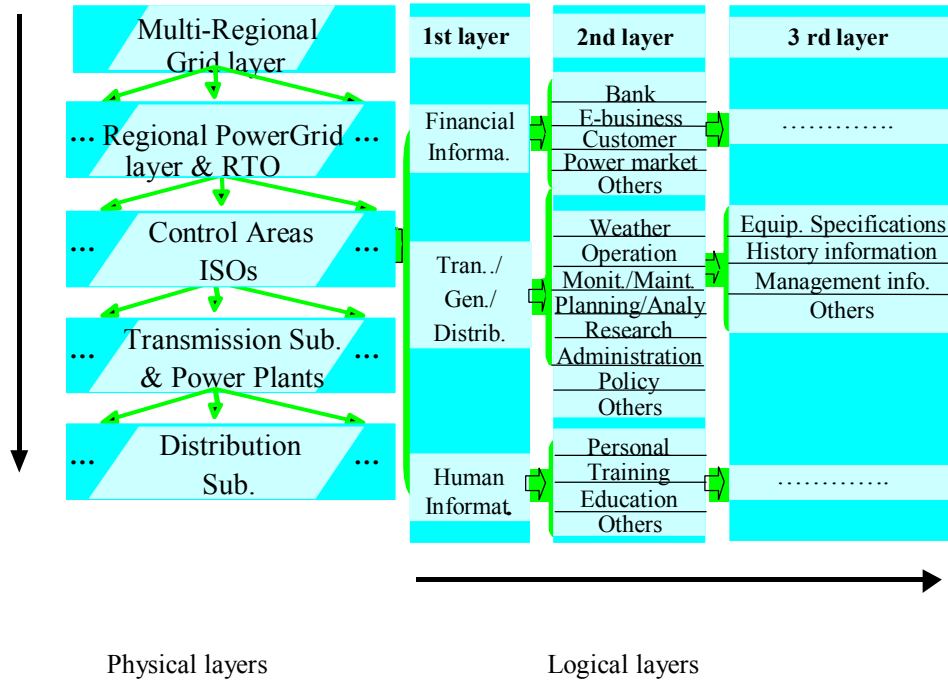 Multi-Regional
Grid layer
... Regional PowerGrid ...
layer & RTO
... Control Areas ...
ISOs
... Transmission Sub. ...
& Power Plants
... Distribution ...
Sub.
1st layer
Financial
Informa.
Tran../
Gen./
Distrib.
Human
Informat.
2nd layer
Bank
E-business
Customer
Power market
Others
Weather
Operation
Monit./Maint.
Planning/Analy
Research
Administration
Policy
Others
Personal
Training
Education
Others
3 rd layer
.............
Equip. Specifications
History information
Management info.
Others
.............
Physical layers
Logical layers